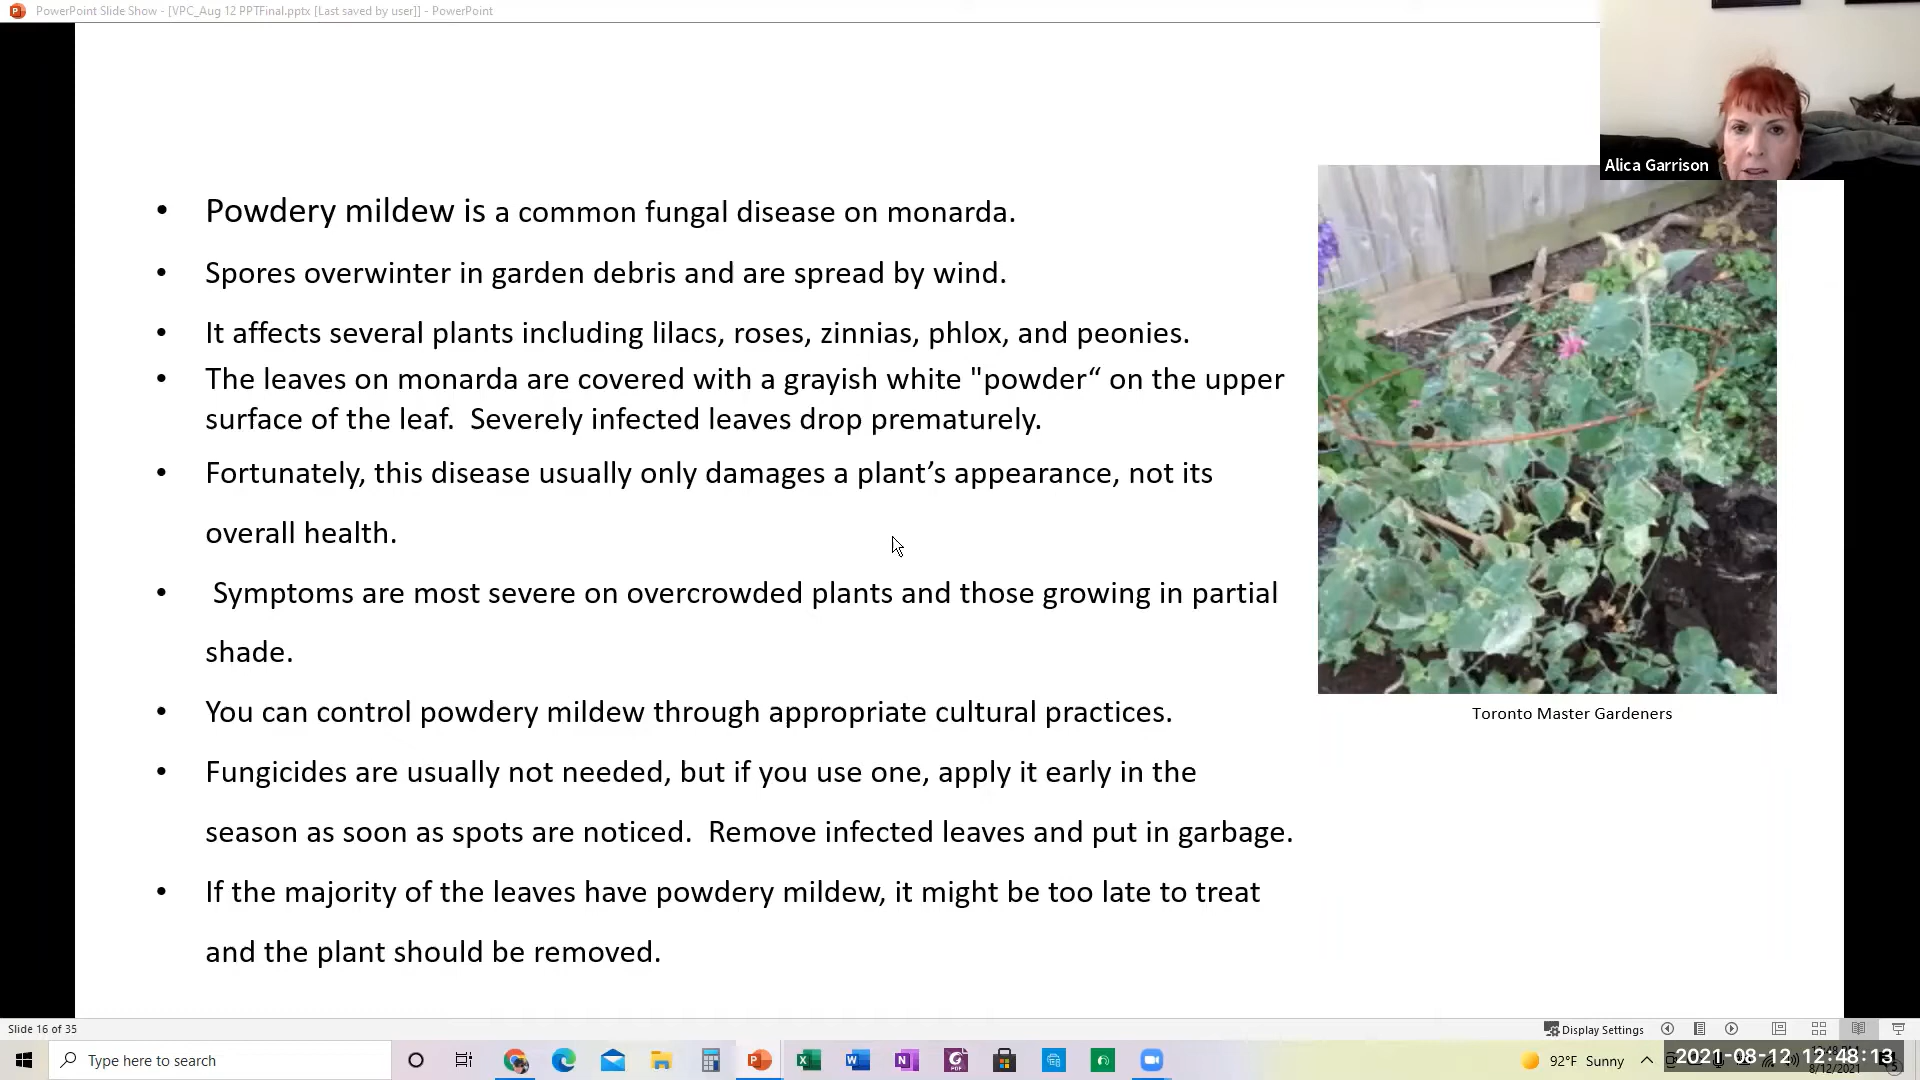 PowerPoint Slide Show - [VPC_Aug 12 PPTFinal.pptx [Last saved by user]] - PowerPoint
Alica Garrison
• Powdery mildew is a common fungal disease on monarda.
• Spores overwinter in garden debris and are spread by wind.
• It affects several plants including lilacs, roses, zinnias, phlox, and peonies.
• The leaves on monarda are covered with a grayish white "powder“ on the upper
surface of the leaf.  Severely infected leaves drop prematurely.
• Fortunately, this disease usually only damages a plant’s appearance, not its
overall health.
• Symptoms are most severe on overcrowded plants and those growing in partial
shade.
• You can control powdery mildew through appropriate cultural practices.
• Fungicides are usually not needed, but if you use one, apply it early in the
season as soon as spots are noticed.  Remove infected leaves and put in garbage.
• If the majority of the leaves have powdery mildew, it might be too late to treat
and the plant should be removed.
Toronto Master Gardeners
Slide 16 of 35
Display Settings
Type here to search
92°F Sunny
2021-08-12 12:48:13
8/12/2021